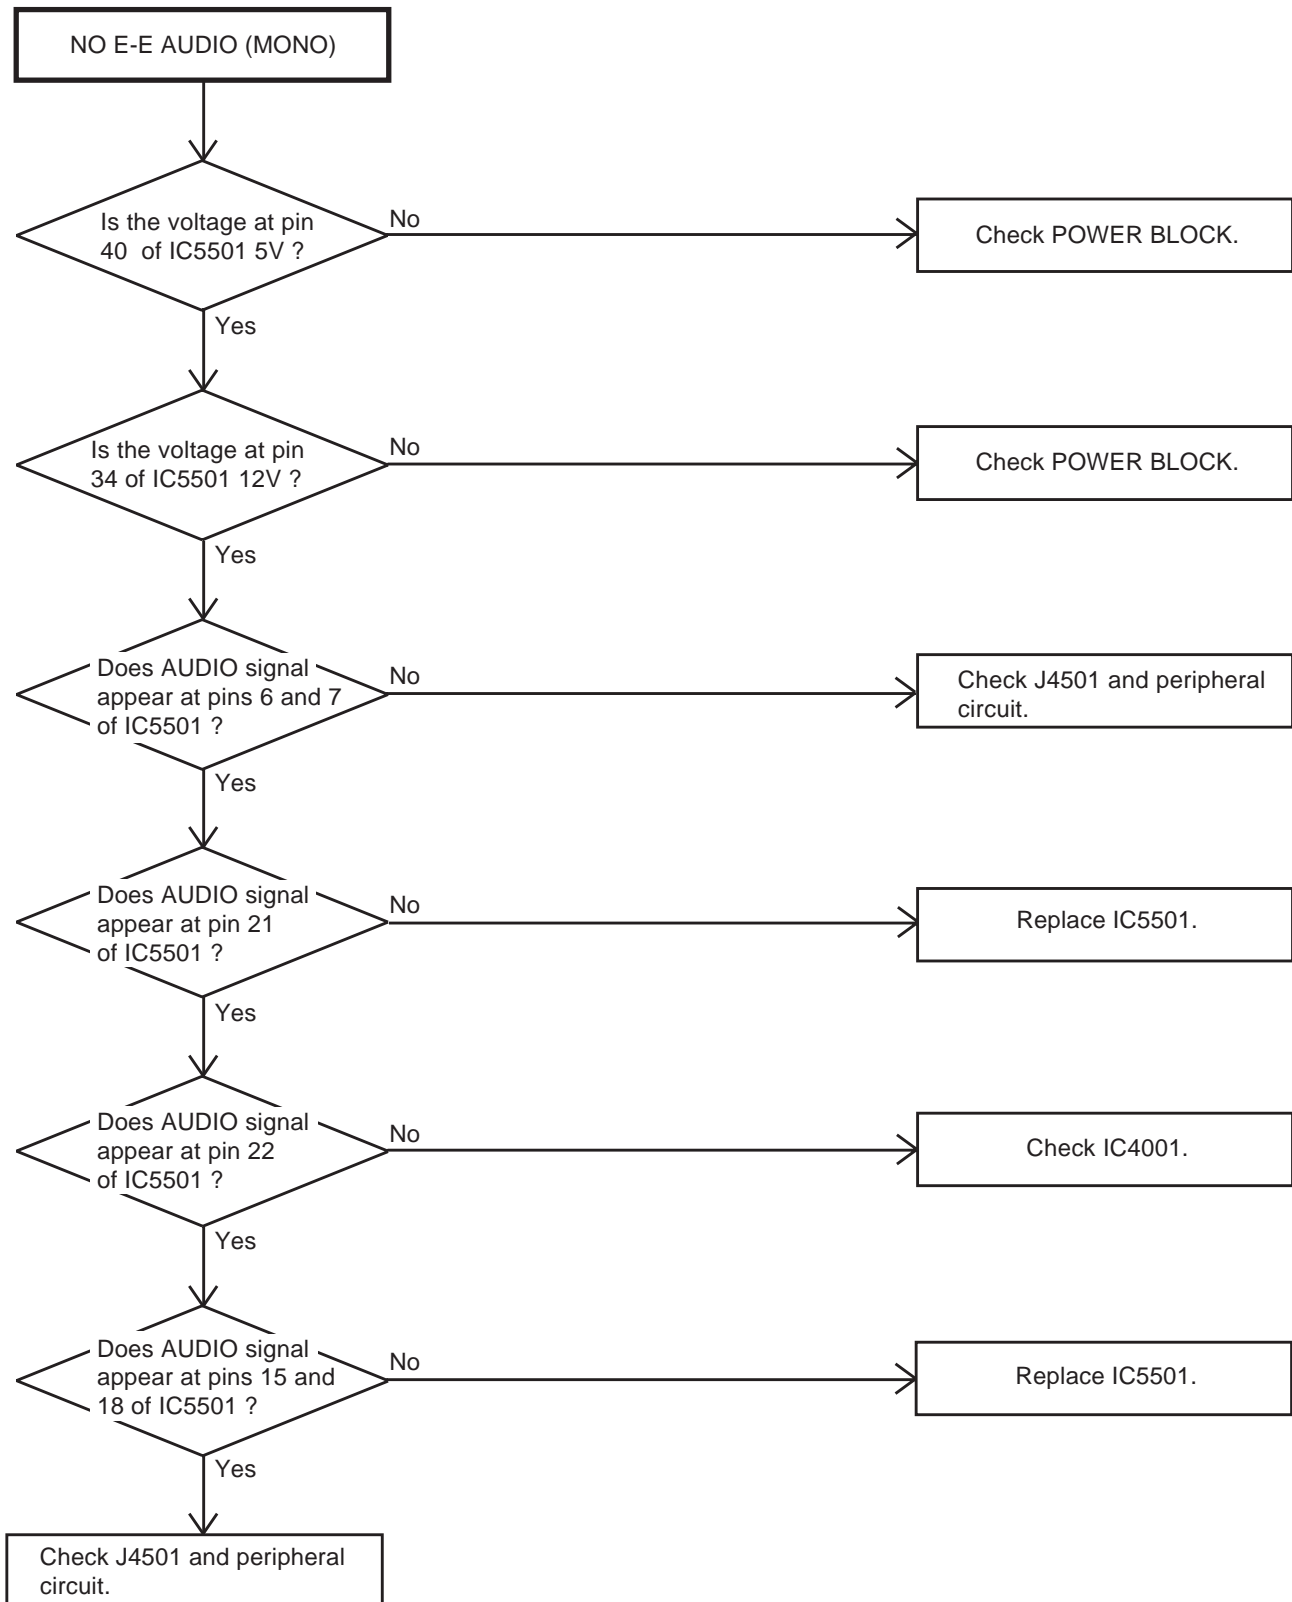 NO E-E AUDIO (MONO)
Is the voltage at pin
40 of IC5501 5V ?
No
Check POWER BLOCK.
Yes
Is the voltage at pin
34 of IC5501 12V ?
No
Check POWER BLOCK.
Yes
Does AUDIO signal
appear at pins 6 and 7
of IC5501 ?
No
Check J4501 and peripheral
circuit.
Yes
Does AUDIO signal
appear at pin 21
of IC5501 ?
No
Replace IC5501.
Yes
Does AUDIO signal
appear at pin 22
of IC5501 ?
No
Check IC4001.
Yes
Does AUDIO signal
appear at pins 15 and
18 of IC5501 ?
No
Replace IC5501.
Yes
Check J4501 and peripheral
circuit.